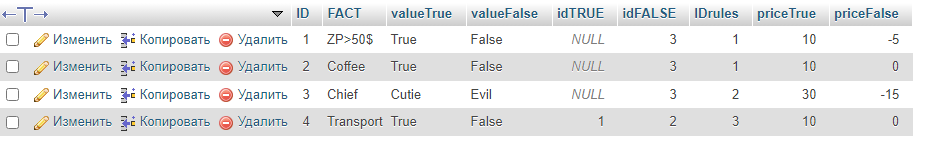 ←T→ ▼ ID FACT valueTrue valueFalse idTRUE idFALSE IDrules priceTrue priceFalse
Изменить Копировать Удалить 1 ZP>50$ True False NULL 3 1 10 -5
Изменить Копировать Удалить 2 Coffee True False NULL 3 1 10 0
Изменить Копировать Удалить 3 Chief Cutie Evil NULL 3 2 30 -15
Изменить Копировать Удалить 4 Transport True False 1 2 3 10 0